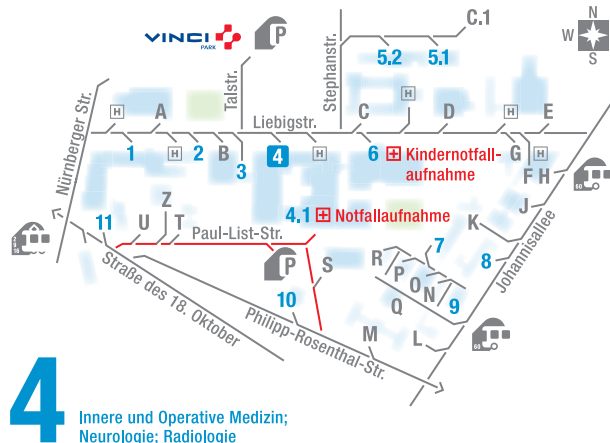 C.1
N
W
S
VINCI
PARK
P
5.2
5.1
Talstr.
Stephanstr.
Nürnberger Str.
H
A
Liebigstr.
C
H
D
H
E
1
H
2
B
3
4
H
6
Kindernotfall-
aufnahme
G
H
F
H
60
J
K
Z
11
U
T
4.1
Notfallaufnahme
Paul-List-Str.
P
S
R
P
O
N
7
8
9
Q
Johannisallee
10
Straße des 18. Oktober
Philipp-Rosenthal-Str.
M
L
60
4
Innere und Operative Medizin;
Neurologie; Radiologie